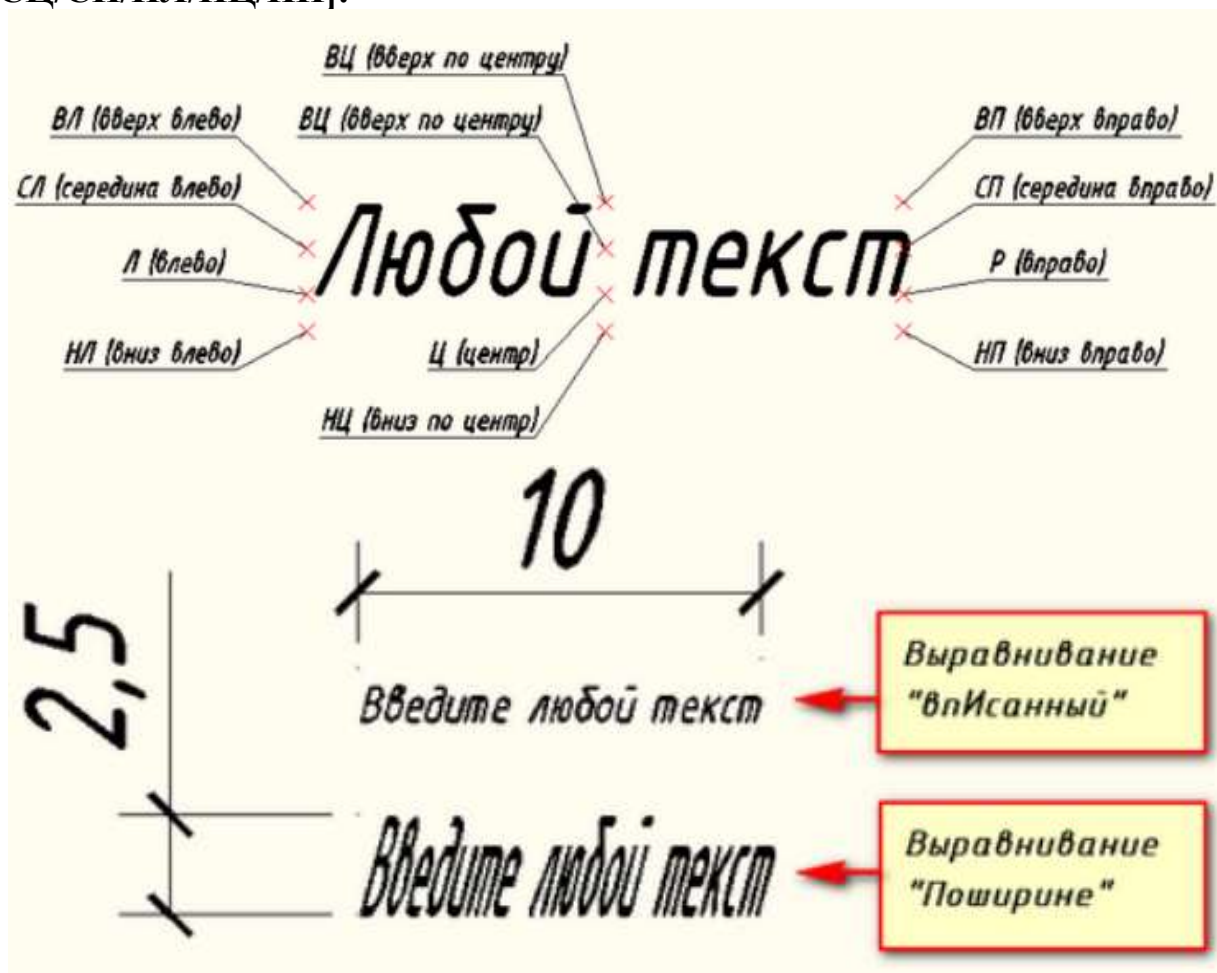 ВЦ (вверх по центру)
ВЛ (вверх влево)
ВЦ (вверх по центру)
ВП (вверх вправо)
СЛ (середина влево)
СП (середина вправо)
Любой текст
Л (влево)
Р (вправо)
НЛ (вниз влево)
Ц (центр)
НП (вниз вправо)
НЦ (вниз по центр)
10
2,5
Выравнивание
"впИсанный"
Введите любой текст
Выравнивание
"Поширине"
Введите любой текст